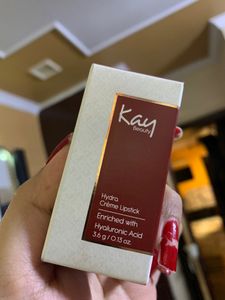 Kay
Beauty
Hydra
Crème Lipstick
Enriched with
Hyaluronic Acid
3.6 g / 0.13 oz.